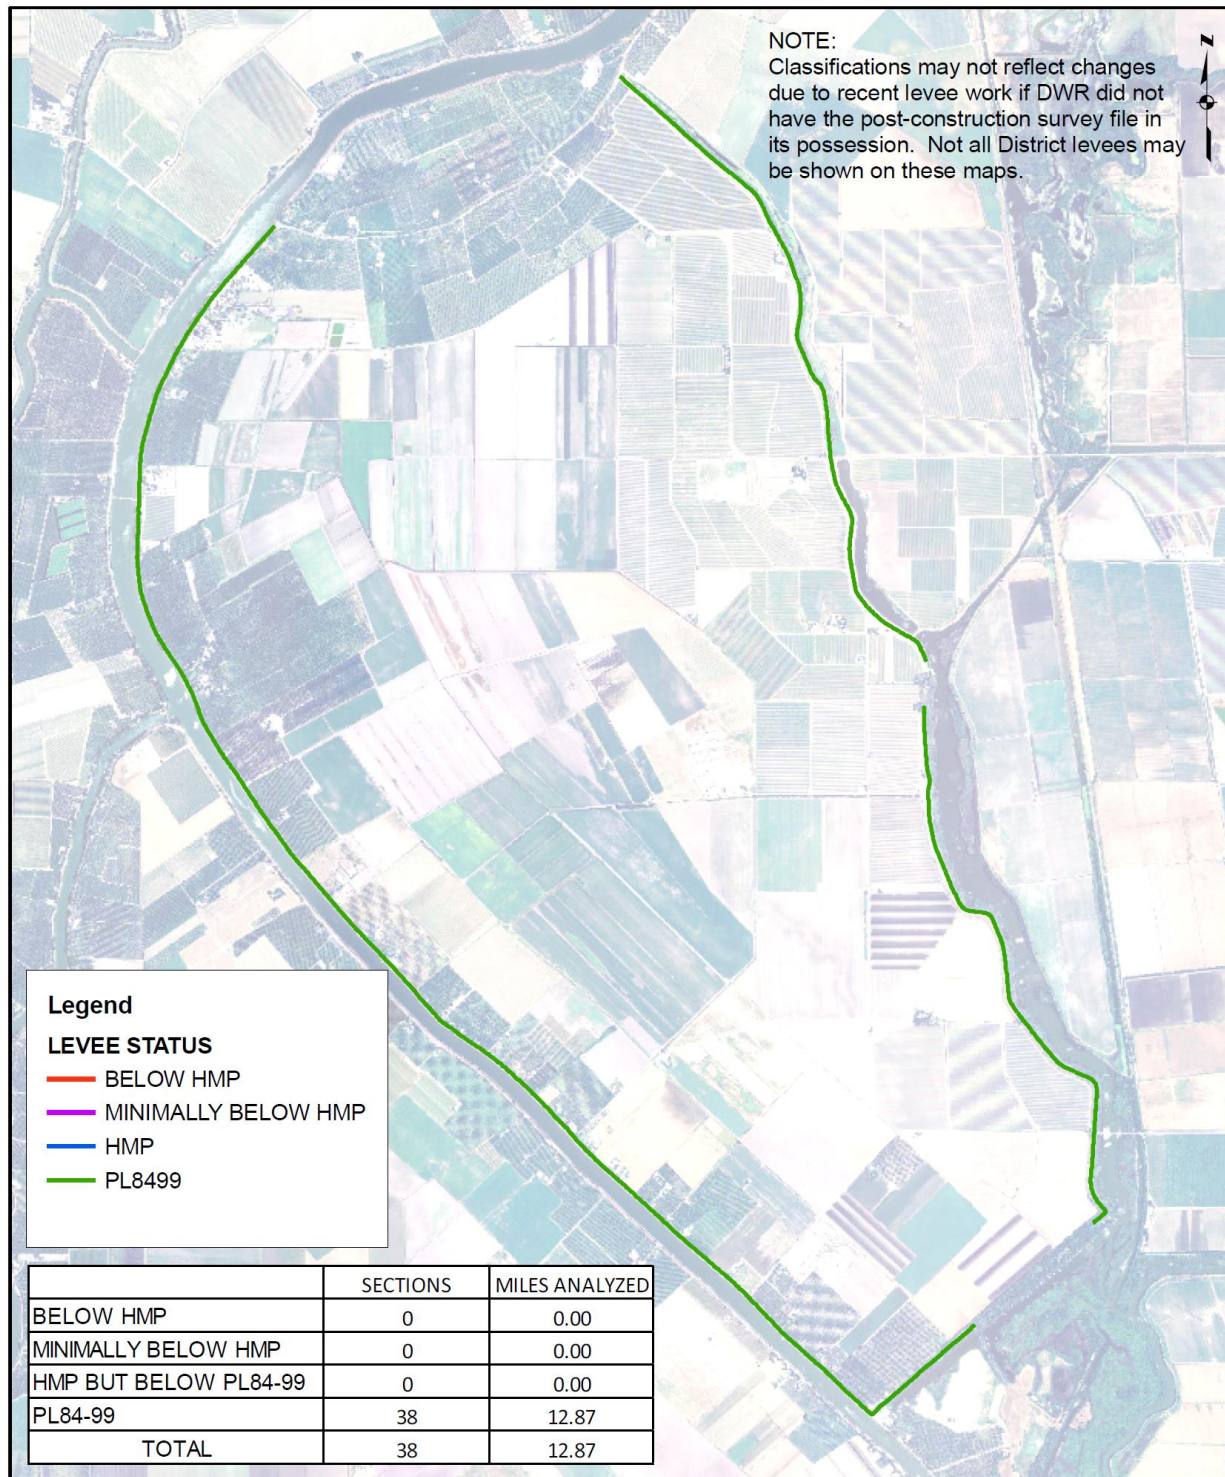 NOTE:
Classifications may not reflect changes
due to recent levee work if DWR did not
have the post-construction survey file in
its possession.  Not all District levees may
be shown on these maps.
N
Legend
LEVEE STATUS
BELOW HMP
MINIMALLY BELOW HMP
HMP
PL8499
SECTIONS MILES ANALYZED
BELOW HMP 0 0.00
MINIMALLY BELOW HMP 0 0.00
HMP BUT BELOW PL84-99 0 0.00
PL84-99 38 12.87
TOTAL 38 12.87